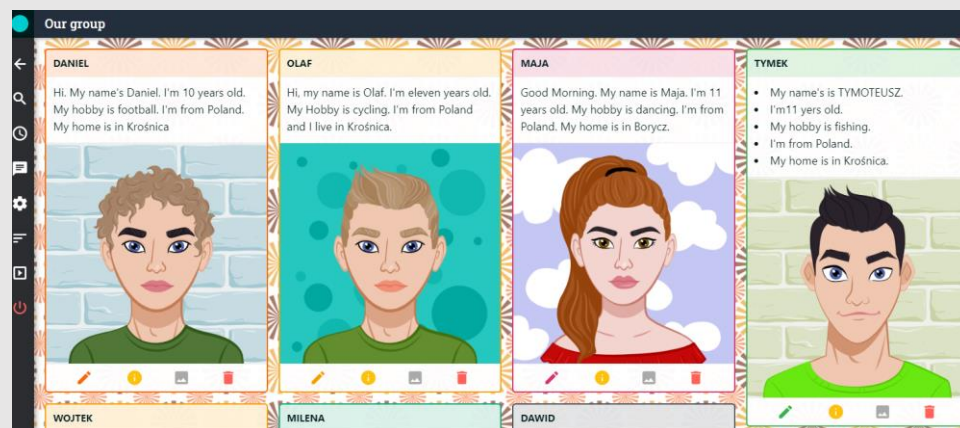 Our group
DANIEL
Hi. My name's Daniel. I'm 10 years old.
My hobby is football. I'm from Poland.
My home is in Krośnica
OLAF
Hi, my name is Olaf. I'm eleven years old.
My Hobby is cycling. I'm from Poland
and I live in Krośnica.
MAJA
Good Morning. My name is Maja. I'm 11
years old. My hobby is dancing. I'm from
Poland. My home is in Borycz.
TYMEK
• My name's is TYMOTEUSZ.
• I'm11 yers old.
• My hobby is fishing.
• I'm from Poland.
• My home is in Krośnica.
WOJTEK
MILENA
DAWID